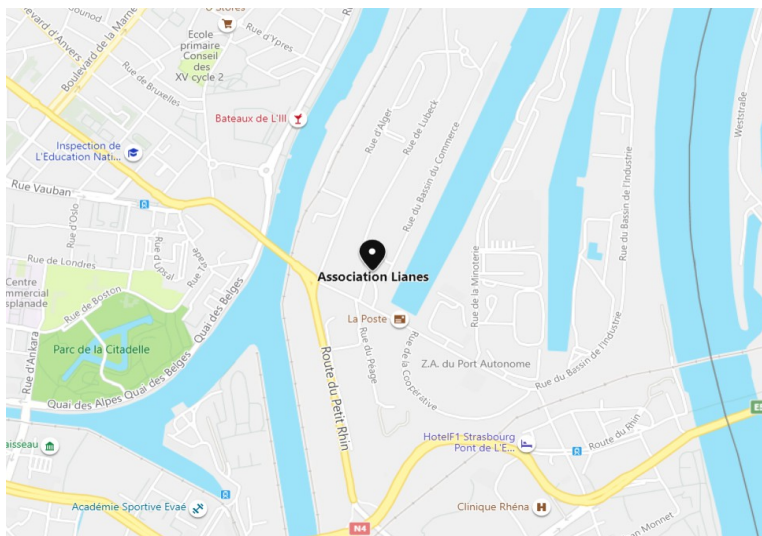 U Stores
Boulevard d'Anvers
Boulevard de la Marne
Ecole
primaire
Conseil
des
XV cycle 2
Rue d'Ypres
Rue de Bruxelles
Bateaux de L'Ill
Inspection de
L'Education Nati...
Rue Vauban
Rue d'Oslo
Rue d'Upsal
Rue de Londres
Centre
Rue de Boston
Parc de la Citadelle
Rue d'Ankara
Quai des Alpes
Quai des Belges
Quai des Belges
Rue d'Alger
Rue de Lubeck
Rue du Bassin du Commerce
Association Lianes
La Poste
Rue du Péage
Rue de la Coopérative
Route du Petit Rhin
Rue de la Minoterie
Z.A. du Port Autonome
Rue du Bassin de l'Industrie
Rue du Bassin de l'Industrie
Weststraße
HotelF1 Strasbourg
Pont de L'E...
Route du Rhin
Académie Sportive Evaé
Clinique Rhéna
H
N4